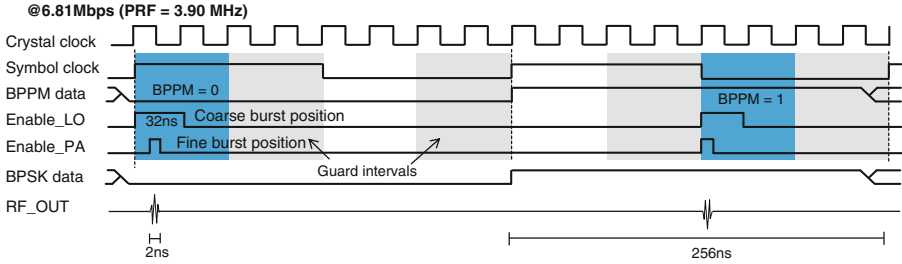 @6.81Mbps (PRF = 3.90 MHz)
Crystal clock
Symbol clock
BPPM data
BPPM = 0
BPPM = 1
Enable_LO
32ns
Coarse burst position
Enable_PA
Fine burst position
Guard intervals
BPSK data
RF_OUT
2ns
256ns